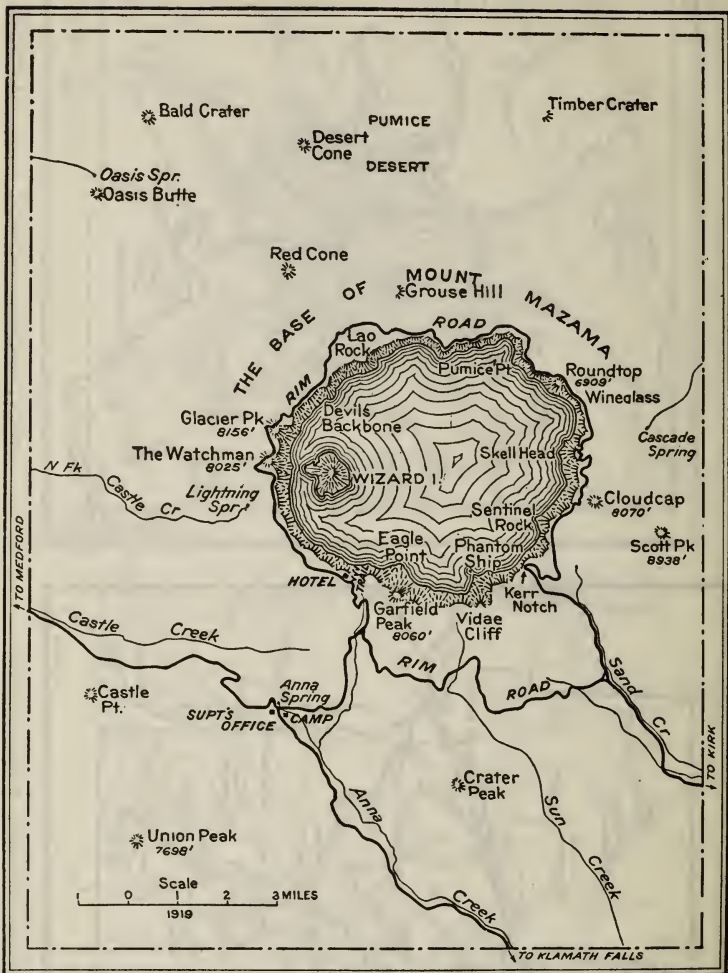 Bald Crater
Timber Crater
PUMICE
DESERT
Desert
Cone
Oasis Spr.
Oasis Butte
Red Cone
THE BASE OF MOUNT MAZAMA
Grouse Hill
RIM ROAD
Lao
Rock
Pumice Pt.
Roundtop
6909'
Wineglass
Glacier Pk
8156'
Devils
Backbone
The Watchman
8025'
Skell Head
Cascade
Spring
N Fk Castle Cr
Lightning
Spr.
WIZARD I.
Cloudcap
8070'
Sentinel
Rock
Scott Pk
8938'
Eagle
Point
Phantom
Ship
TO MEDFORD
HOTEL
TRAIL
Kerr
Notch
Garfield
Peak
8060'
Vidae
Cliff
Castle Creek
RIM ROAD
Sand Cr
Anna
Spring
Castle
Pt.
SUPT'S
OFFICE
CAMP
TO KIRK
Crater
Peak
Anna Creek
Sun Creek
Union Peak
7698'
Scale
1 0 1 2 3 MILES
1919
TO KLAMATH FALLS